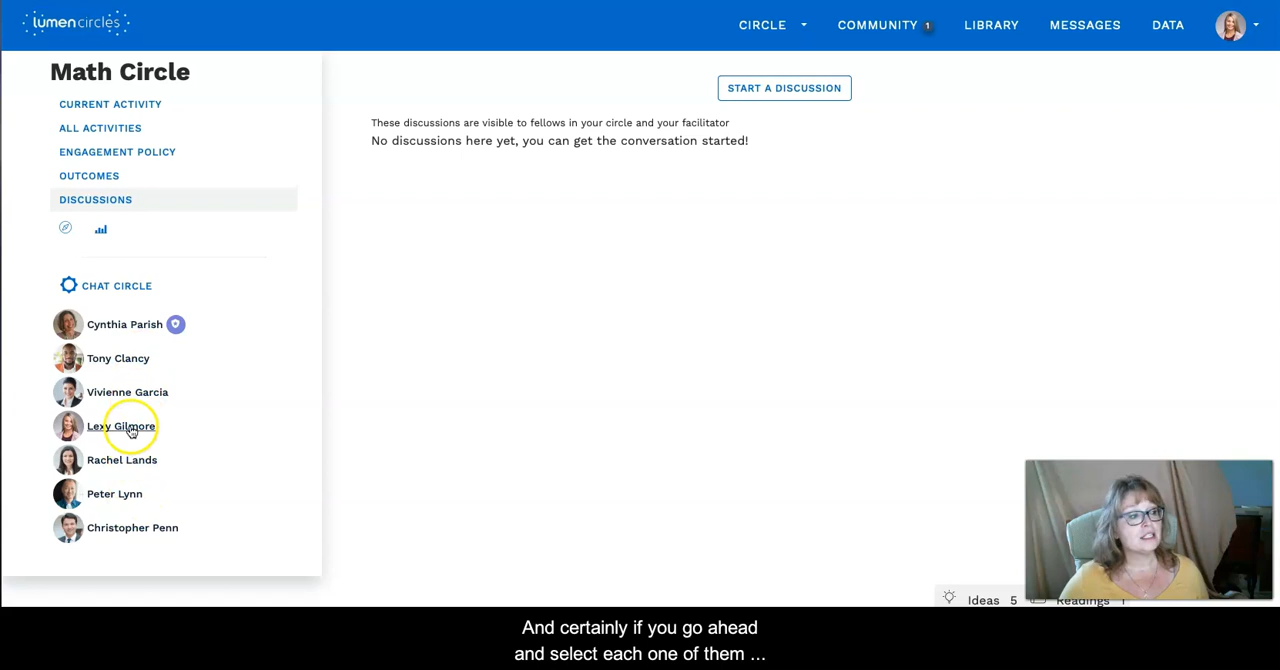 lumen circles
CIRCLE
COMMUNITY 1
LIBRARY
MESSAGES
DATA
Math Circle
CURRENT ACTIVITY
ALL ACTIVITIES
ENGAGEMENT POLICY
OUTCOMES
DISCUSSIONS
CHAT CIRCLE
Cynthia Parish
Tony Clancy
Vivienne Garcia
Lexy Gilmore
Rachel Lands
Peter Lynn
Christopher Penn
START A DISCUSSION
These discussions are visible to fellows in your circle and your facilitator
No discussions here yet, you can get the conversation started!
Ideas 5
Readings 1
And certainly if you go ahead
and select each one of them ...